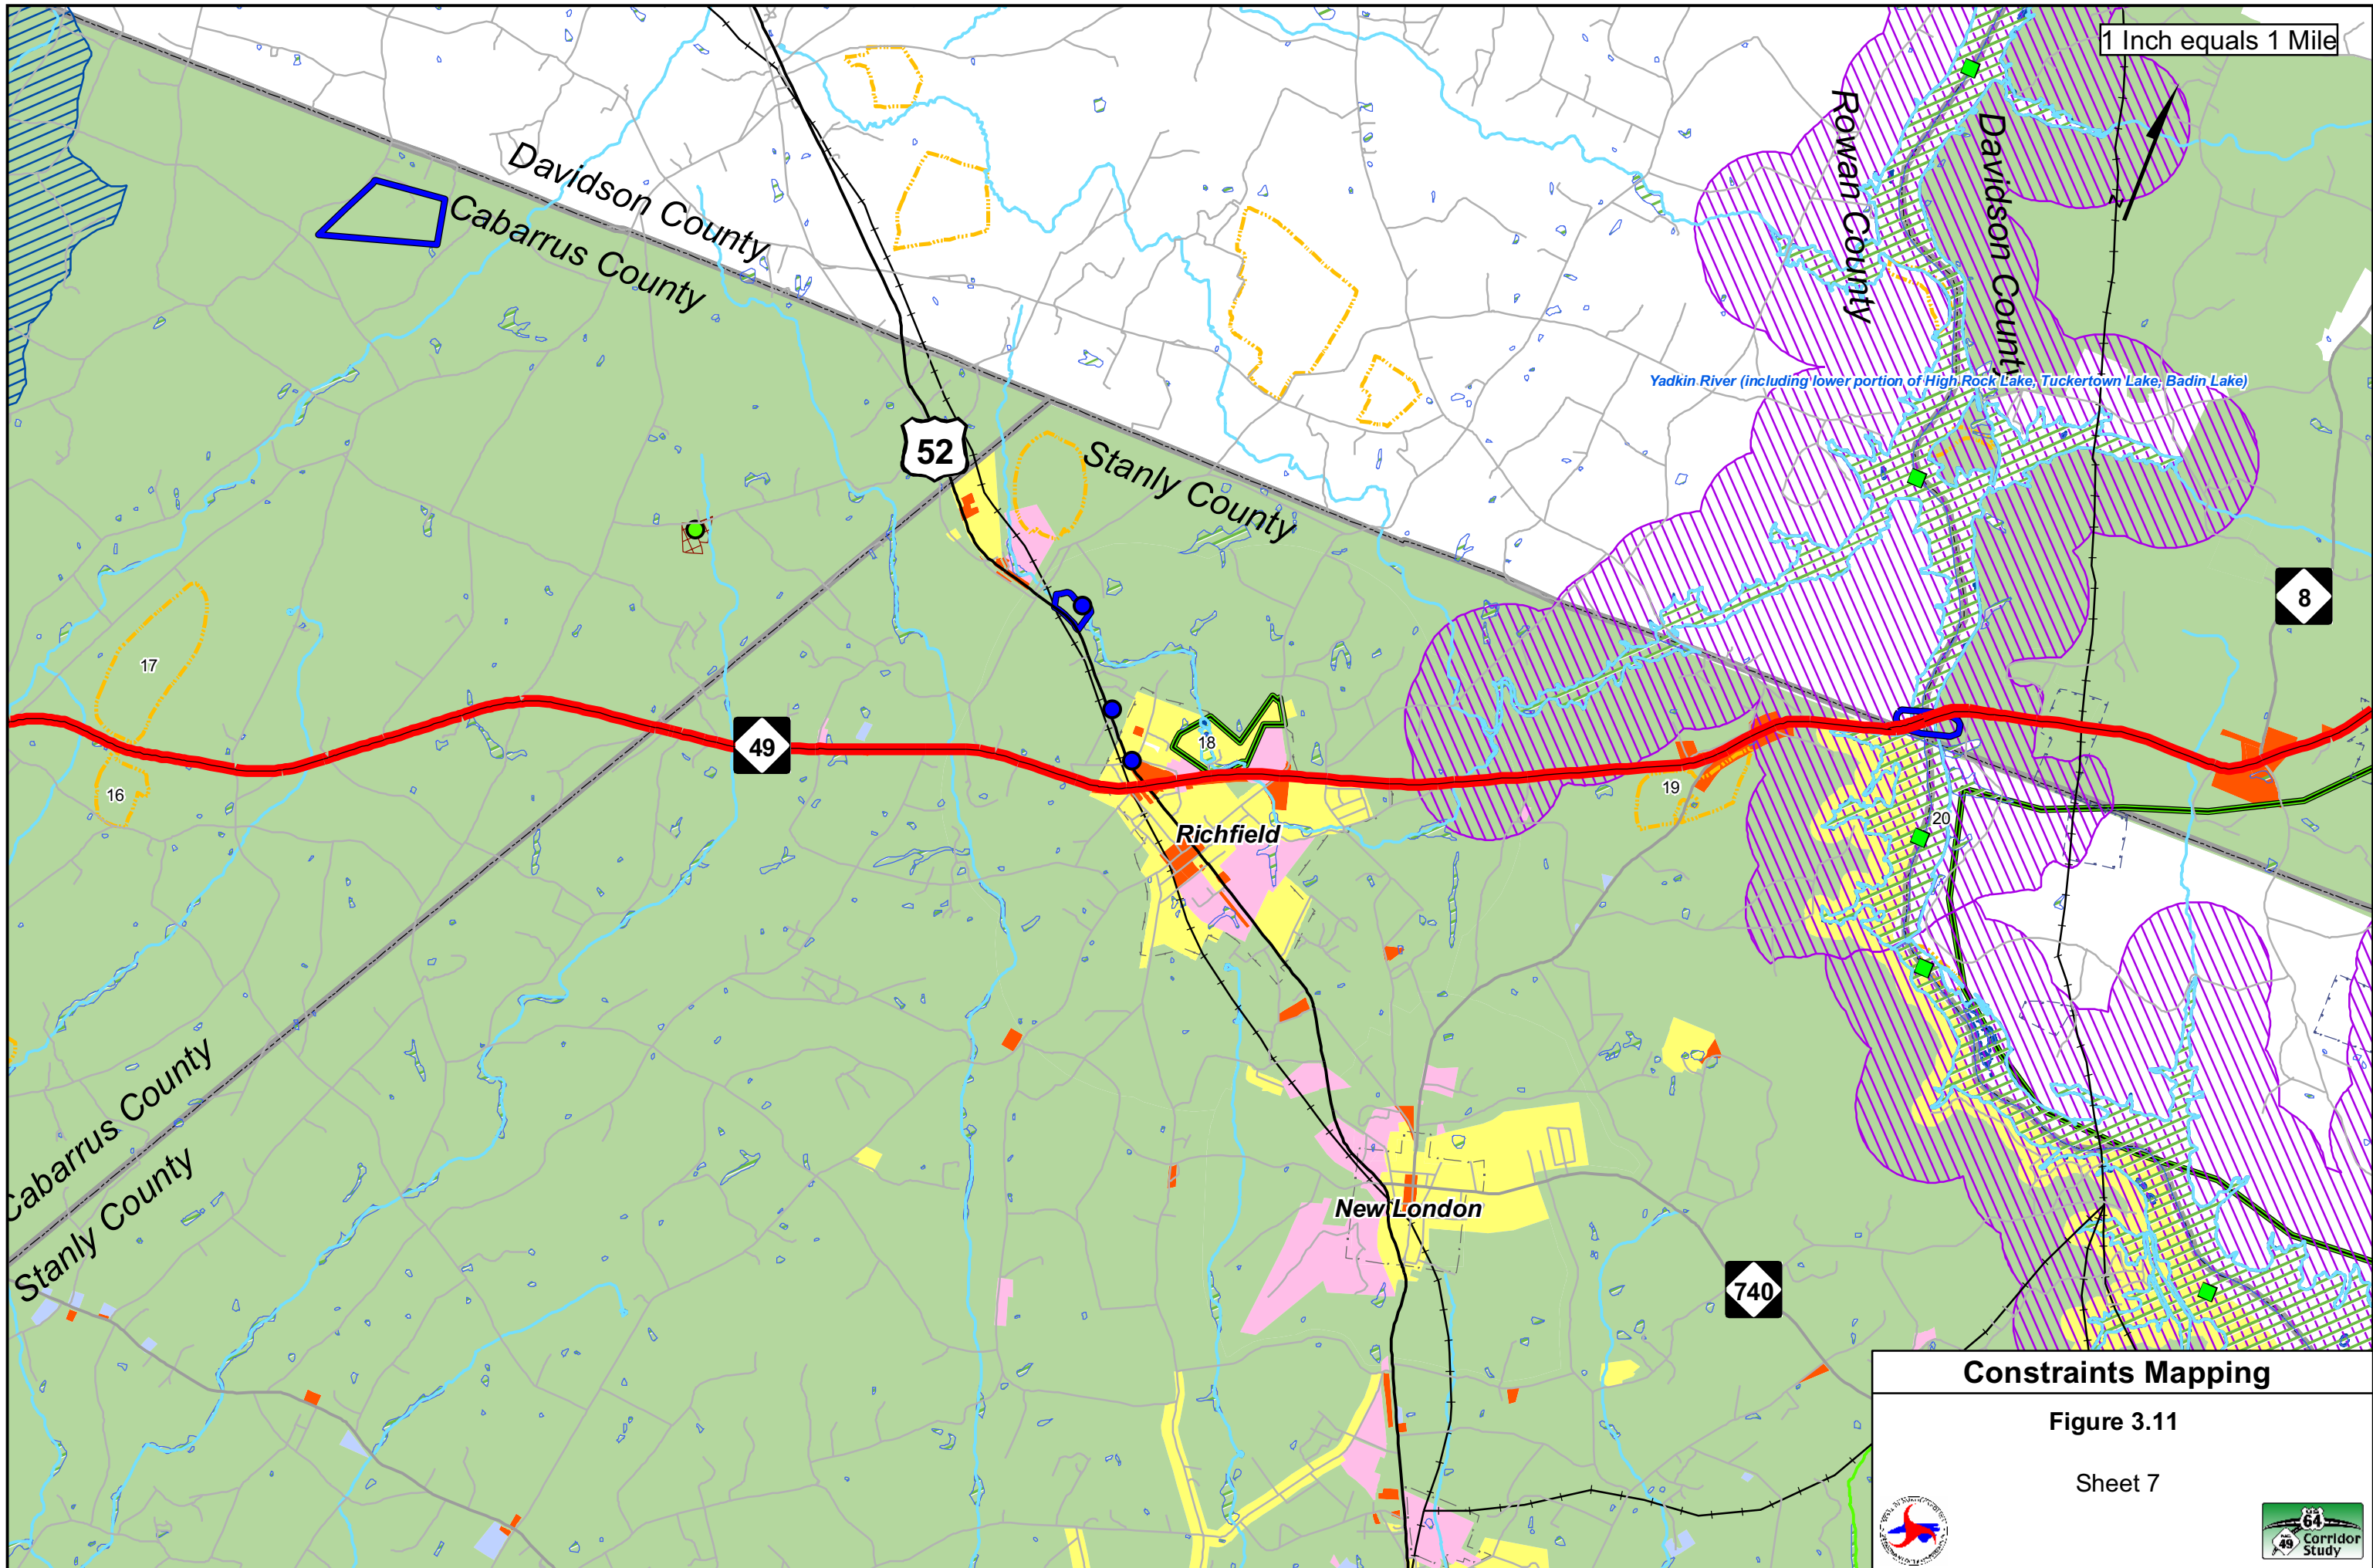 1 Inch equals 1 Mile
Rowan County
Davidson County
N
Davidson County
Cabarrus County
Yadkin River (including lower portion of High Rock Lake, Tuckertown Lake, Badin Lake)
52
Stanly County
8
17
49
18
16
19
20
Richfield
Cabarrus County
Stanly County
New London
740
Constraints Mapping
Figure 3.11
Sheet 7
64
49
Corridor
Study